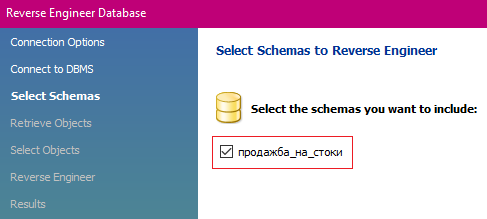 Reverse Engineer Database
Connection Options
Connect to DBMS
Select Schemas
Retrieve Objects
Select Objects
Reverse Engineer
Results
Select Schemas to Reverse Engineer
Select the schemas you want to include:
продажба_на_стоки